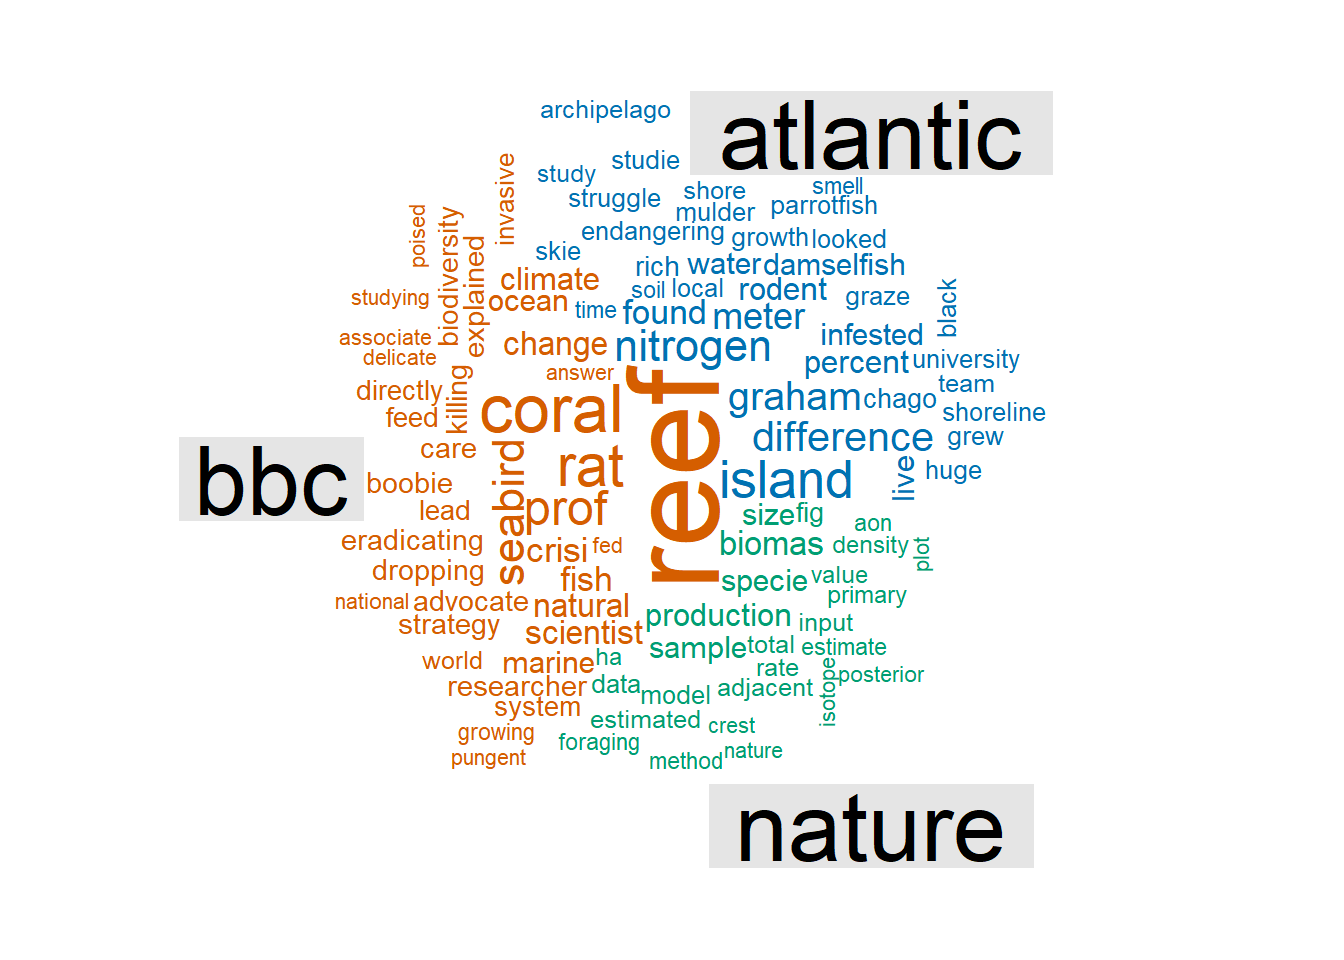 archipelago
atlantic
studie
study
invasive
struggle
shore
smell
mulder
parrotfish
poised
biodiversity
explained
endangering
growth
looked
skie
rich
water
damselfish
climate
soil
local
rodent
graze
black
studying
ocean
time
found
meter
infested
associate
delicate
change
nitrogen
percent
university
answer
directly
killing
coral
reef
graham
chago
team
feed
shoreline
care
difference
grew
bbc
boobie
seabird
rat
island
live
huge
lead
prof
size
fig
aon
eradicating
crisi
fed
biomas
density
plot
dropping
fish
specie
value
national
advocate
natural
production
primary
strategy
scientist
sample
input
world
marine
ha
total
estimate
rate
researcher
data
model
adjacent
isotope
posterior
system
estimated
crest
growing
foraging
pungent
method
nature
nature